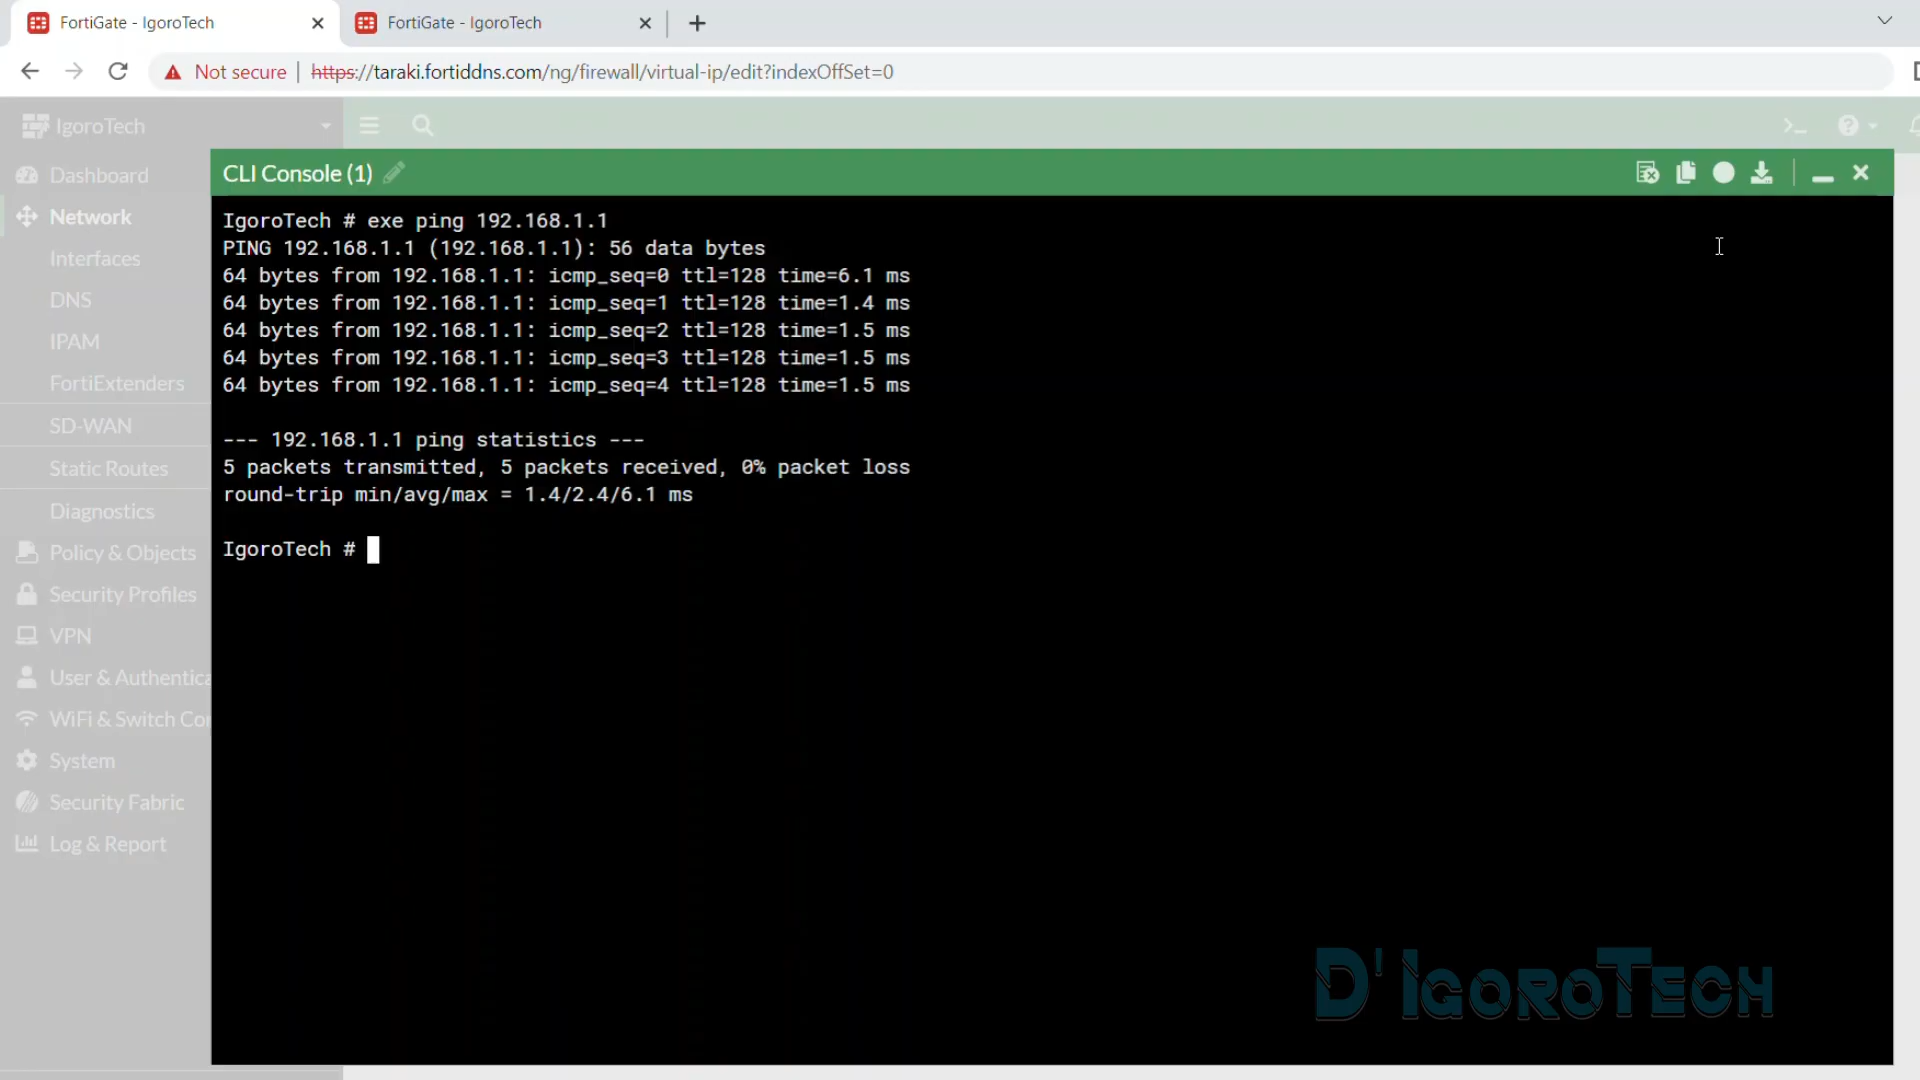 FortiGate - IgoroTech
FortiGate - IgoroTech
Not secure | https://taraki.fortiddns.com/ng/firewall/virtual-ip/edit?indexOffSet=0
IgoroTech
Dashboard
Network
Interfaces
DNS
IPAM
FortiExtenders
SD-WAN
Static Routes
Diagnostics
Policy & Objects
Security Profiles
VPN
User & Authentica
WiFi & Switch Con
System
Security Fabric
Log & Report
CLI Console (1)
IgoroTech # exe ping 192.168.1.1
PING 192.168.1.1 (192.168.1.1): 56 data bytes
64 bytes from 192.168.1.1: icmp_seq=0 ttl=128 time=6.1 ms
64 bytes from 192.168.1.1: icmp_seq=1 ttl=128 time=1.4 ms
64 bytes from 192.168.1.1: icmp_seq=2 ttl=128 time=1.5 ms
64 bytes from 192.168.1.1: icmp_seq=3 ttl=128 time=1.5 ms
64 bytes from 192.168.1.1: icmp_seq=4 ttl=128 time=1.5 ms
--- 192.168.1.1 ping statistics ---
5 packets transmitted, 5 packets received, 0% packet loss
round-trip min/avg/max = 1.4/2.4/6.1 ms
IgoroTech #
D'IgoroTech